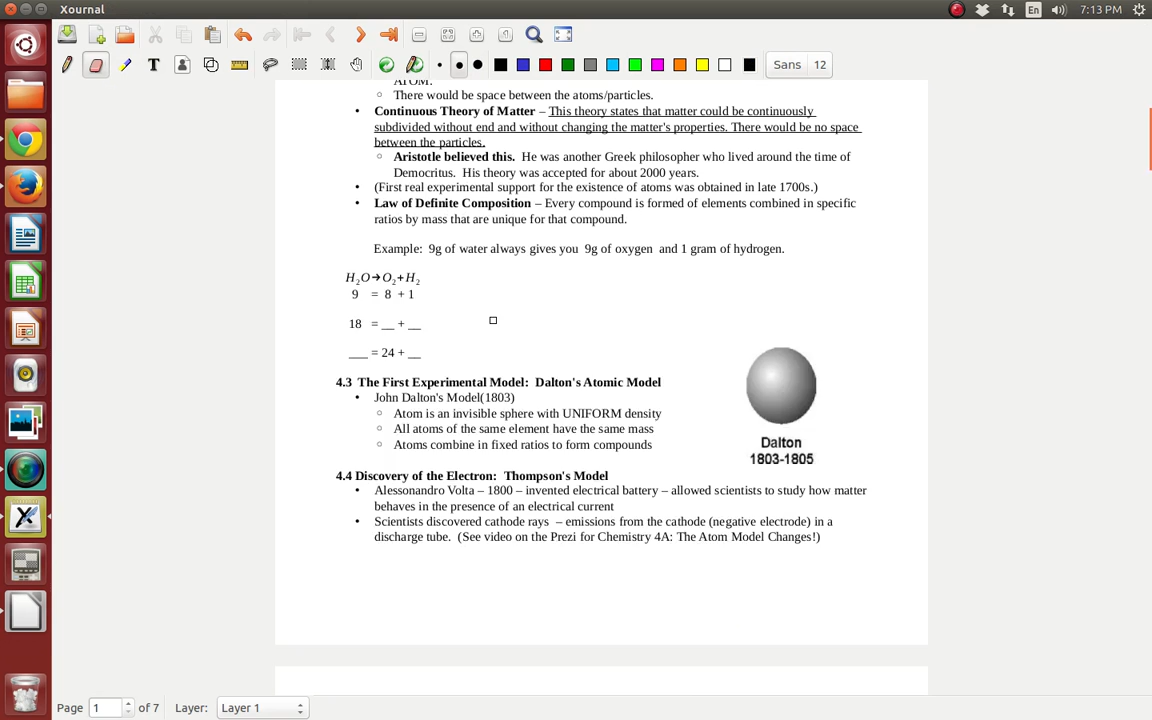 Xournal
En
7:13 PM
T
Sans 12
ATOM.
There would be space between the atoms/particles.
Continuous Theory of Matter – This theory states that matter could be continuously
subdivided without end and without changing the matter's properties. There would be no space
between the particles.
Aristotle believed this. He was another Greek philosopher who lived around the time of
Democritus. His theory was accepted for about 2000 years.
(First real experimental support for the existence of atoms was obtained in late 1700s.)
Law of Definite Composition – Every compound is formed of elements combined in specific
ratios by mass that are unique for that compound.
Example: 9g of water always gives you 9g of oxygen and 1 gram of hydrogen.
H₂O→O₂+H₂
9 = 8 + 1
18 = __ + __
___ = 24 + __
4.3 The First Experimental Model: Dalton's Atomic Model
John Dalton's Model(1803)
Atom is an invisible sphere with UNIFORM density
All atoms of the same element have the same mass
Atoms combine in fixed ratios to form compounds
Dalton
1803-1805
4.4 Discovery of the Electron: Thompson's Model
Alessonandro Volta – 1800 – invented electrical battery – allowed scientists to study how matter
behaves in the presence of an electrical current
Scientists discovered cathode rays – emissions from the cathode (negative electrode) in a
discharge tube. (See video on the Prezi for Chemistry 4A: The Atom Model Changes!)
Page 1 of 7 Layer: Layer 1